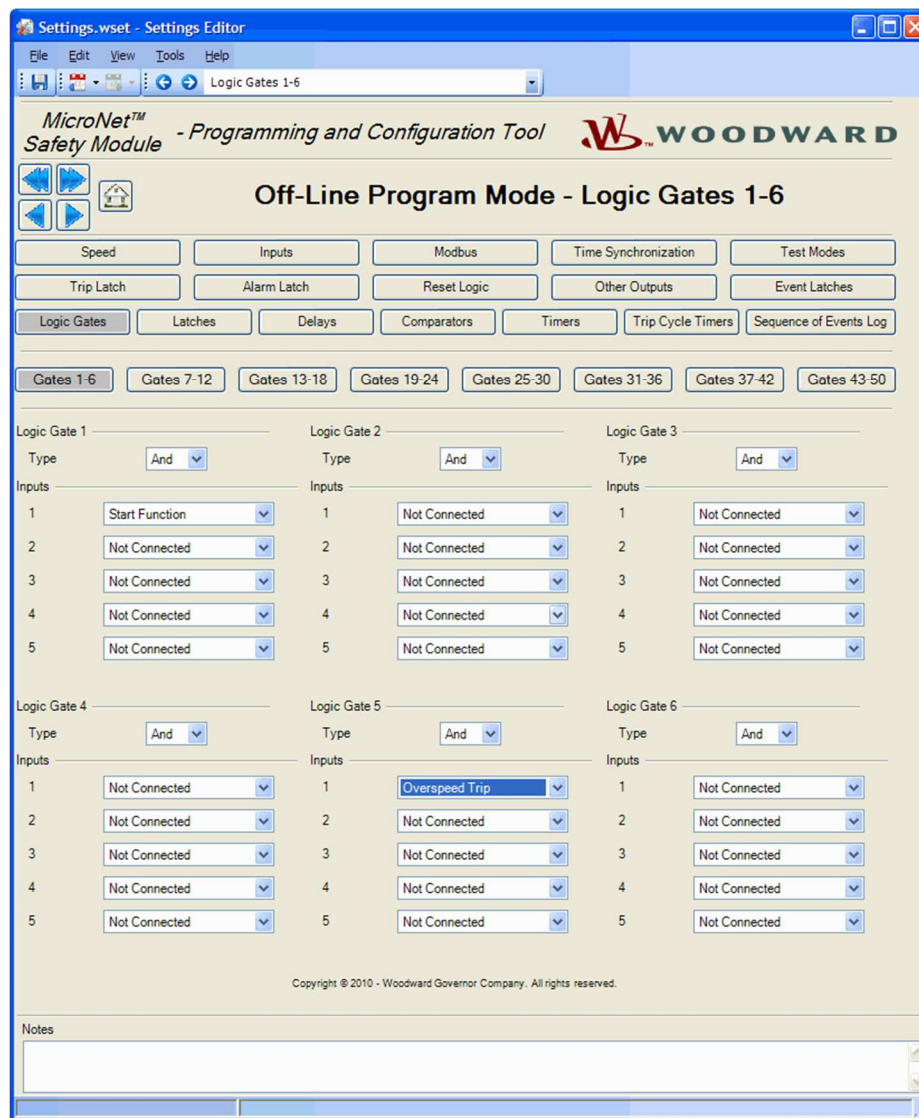 Settings.wset - Settings Editor
File Edit View Tools Help
Logic Gates 1-6
MicroNet™
Safety Module - Programming and Configuration Tool
W™ WOODWARD
Off-Line Program Mode - Logic Gates 1-6
Speed Inputs Modbus Time Synchronization Test Modes
Trip Latch Alarm Latch Reset Logic Other Outputs Event Latches
Logic Gates Latches Delays Comparators Timers Trip Cycle Timers Sequence of Events Log
Gates 1-6 Gates 7-12 Gates 13-18 Gates 19-24 Gates 25-30 Gates 31-36 Gates 37-42 Gates 43-50
Logic Gate 1 Logic Gate 2 Logic Gate 3
Type And Type And Type And
Inputs Inputs Inputs
1 Start Function 1 Not Connected 1 Not Connected
2 Not Connected 2 Not Connected 2 Not Connected
3 Not Connected 3 Not Connected 3 Not Connected
4 Not Connected 4 Not Connected 4 Not Connected
5 Not Connected 5 Not Connected 5 Not Connected
Logic Gate 4 Logic Gate 5 Logic Gate 6
Type And Type And Type And
Inputs Inputs Inputs
1 Not Connected 1 Overspeed Trip 1 Not Connected
2 Not Connected 2 Not Connected 2 Not Connected
3 Not Connected 3 Not Connected 3 Not Connected
4 Not Connected 4 Not Connected 4 Not Connected
5 Not Connected 5 Not Connected 5 Not Connected
Copyright © 2010 - Woodward Governor Company. All rights reserved.
Notes